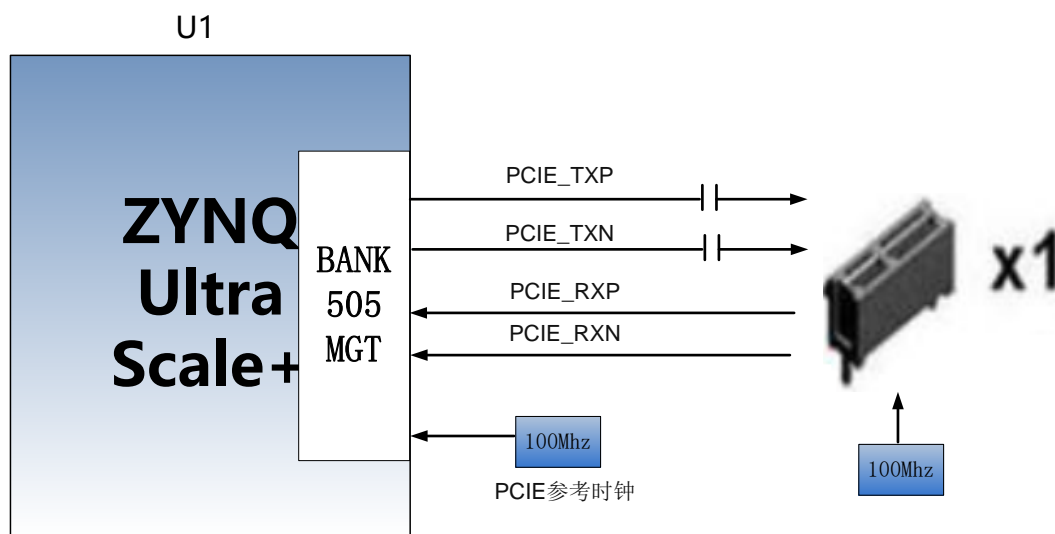 U1
ZYNQ
Ultra
Scale+
BANK
505
MGT
PCIE_TXP
PCIE_TXN
PCIE_RXP
PCIE_RXN
100Mhz
PCIE参考时钟
x1
100Mhz